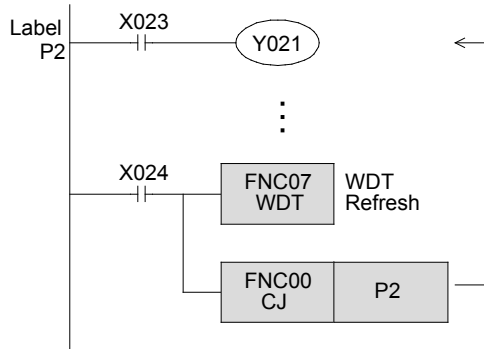 Label
P2
X023
Y021
X024
FNC07
WDT
WDT
Refresh
FNC00
CJ
P2